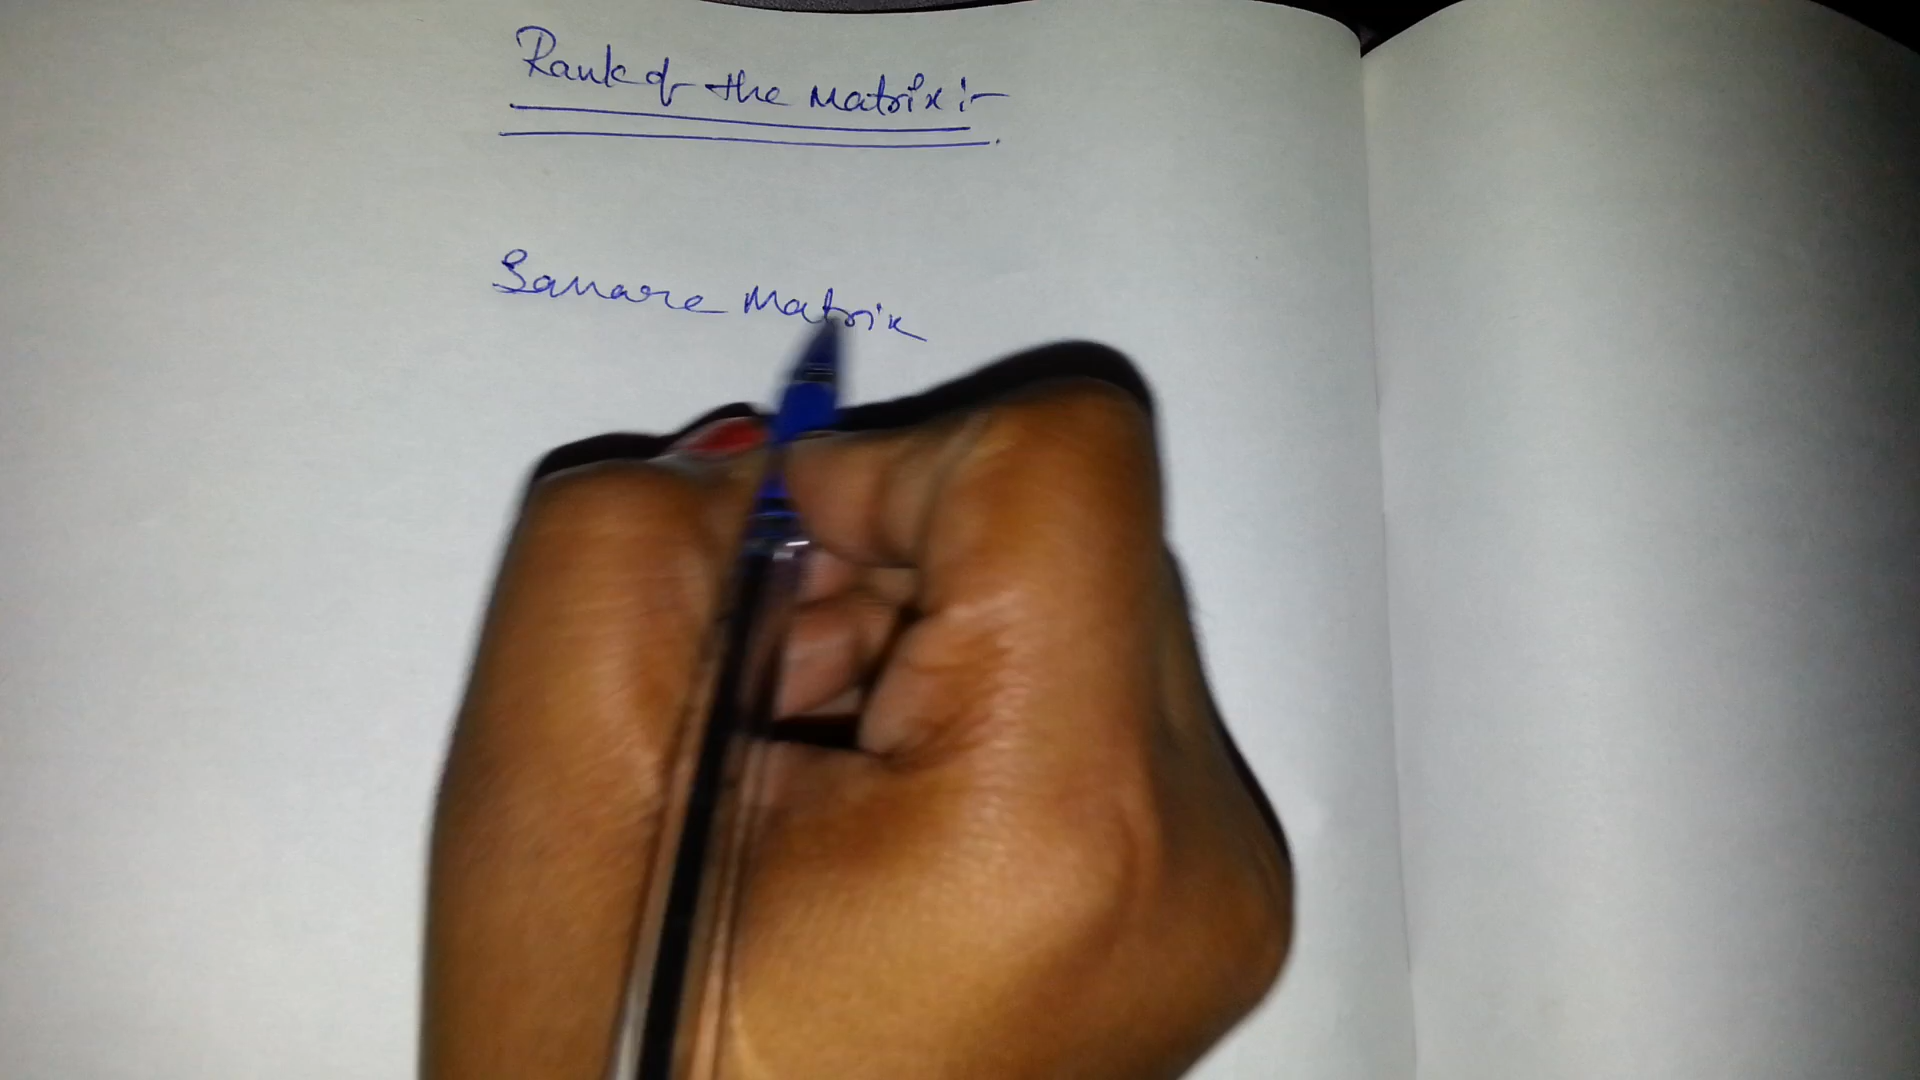 Rank of the Matrix :-
Square Matrix